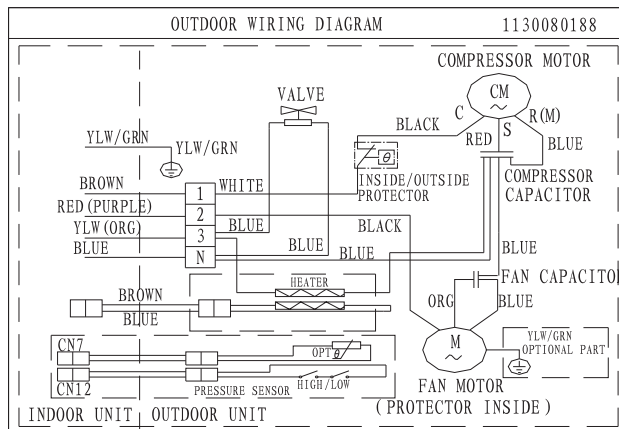 OUTDOOR WIRING DIAGRAM 1130080188
COMPRESSOR MOTOR
CM
~
VALVE
C
R(M)
S
BLACK
RED
BLUE
YLW/GRN
YLW/GRN
θ
INSIDE/OUTSIDE
PROTECTOR
COMPRESSOR
CAPACITOR
BROWN
1
WHITE
RED(PURPLE)
2
BLACK
YLW(ORG)
3
BLUE
BLUE
N
BLUE
BLUE
BLUE
HEATER
FAN CAPACITO
BROWN
BLUE
ORG
BLUE
M
~
YLW/GRN
OPTIONAL PART
CN7
OPT
θ
CN12
PRESSURE SENSOR
HIGH/LOW
FAN MOTOR
(PROTECTOR INSIDE)
INDOOR UNIT
OUTDOOR UNIT